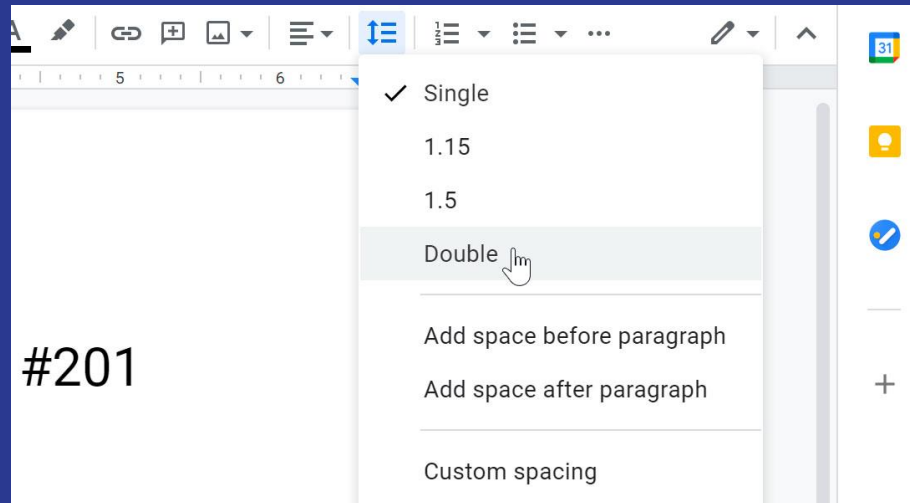 A
5
6
31
Single
1.15
1.5
Double
Add space before paragraph
#201
Add space after paragraph
Custom spacing